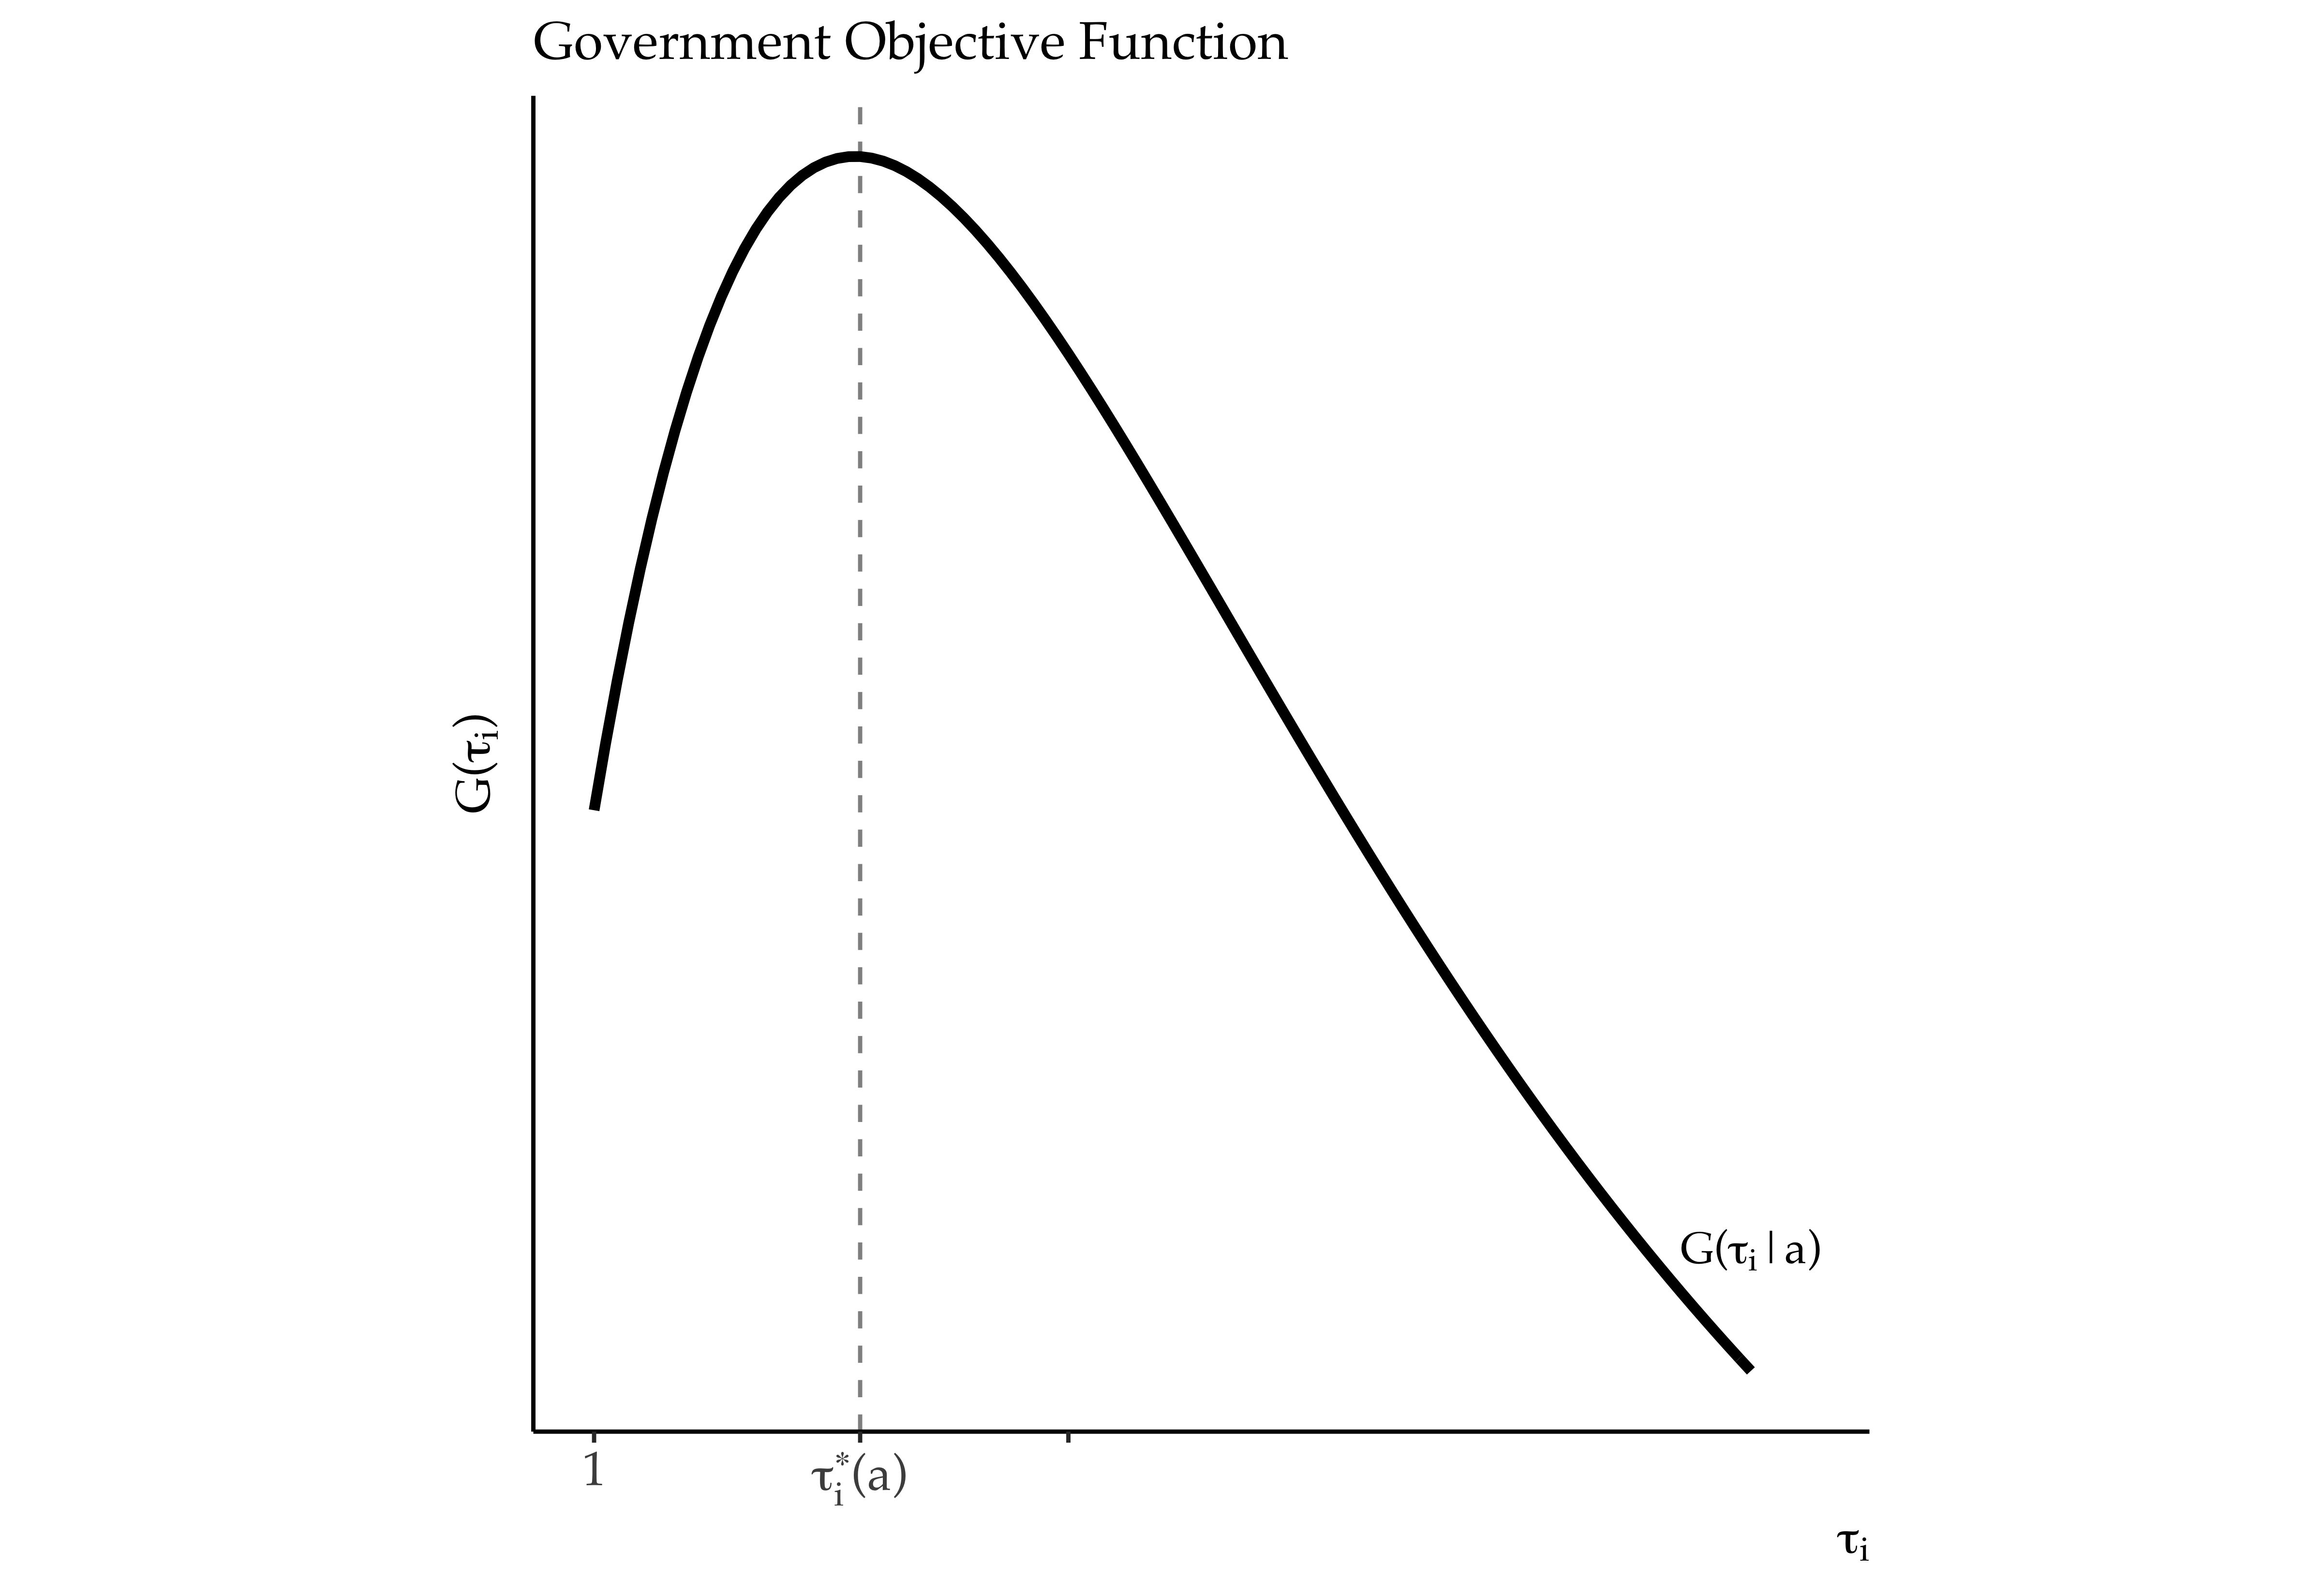 Government Objective Function
G(τᵢ)
G(τᵢ | a)
1
τᵢ*(a)
τᵢ